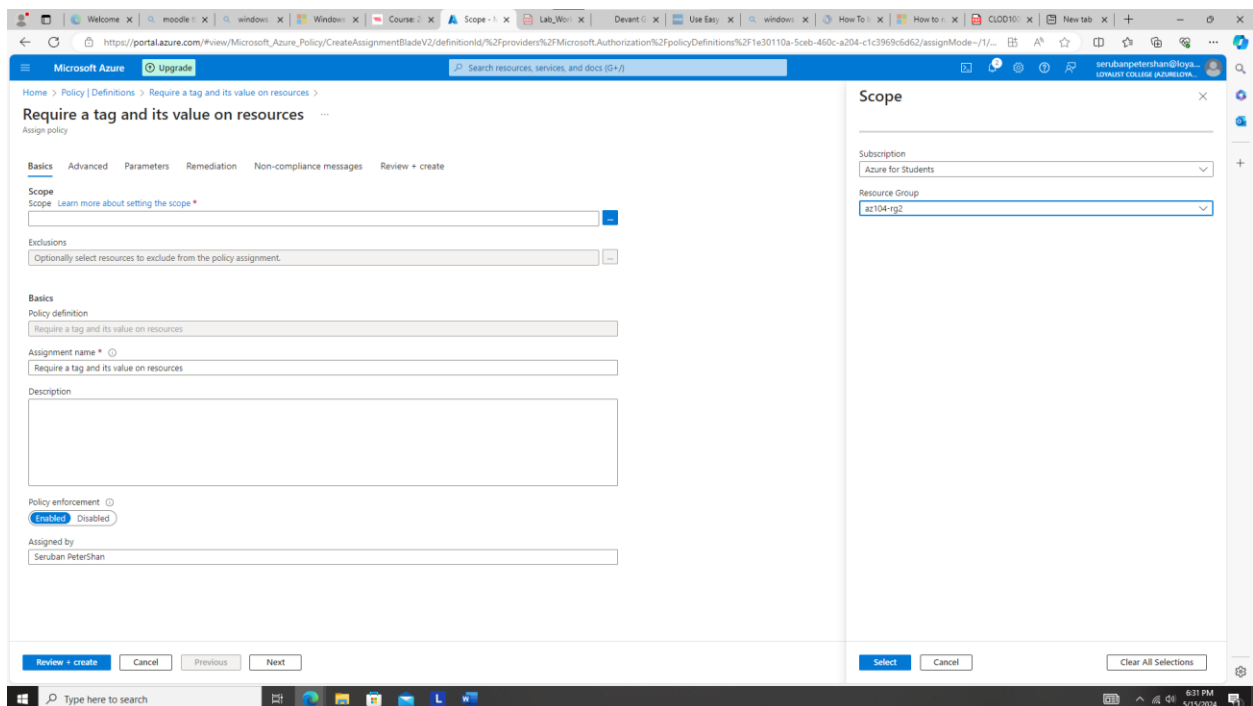 Welcome
moodle
windows
Windows
Course: 2
Scope -
Lab_Wor
Devant
Use Easy
windows
How To
How to
CLOD10
New tab
https://portal.azure.com/#view/Microsoft_Azure_Policy/CreateAssignmentBladeV2/definitionId/%2Fproviders%2FMicrosoft.Authorization%2FpolicyDefinitions%2F1e30110a-5ceb-460c-a204-c1c3969c6d62/assignMode~/1/...
Microsoft Azure
Upgrade
Search resources, services, and docs (G+/)
2
serubanpetershan@loya...
LOYALIST COLLEGE (AZURELOYA...
Home > Policy | Definitions > Require a tag and its value on resources >
Require a tag and its value on resources ...
Assign policy
Basics Advanced Parameters Remediation Non-compliance messages Review + create
Scope
Scope Learn more about setting the scope *
...
Exclusions
Optionally select resources to exclude from the policy assignment.
...
Basics
Policy definition
Require a tag and its value on resources
Assignment name *
Require a tag and its value on resources
Description
Policy enforcement
Enabled Disabled
Assigned by
Seruban PeterShan
Review + create Cancel Previous Next
Scope
Subscription
Azure for Students
Resource Group
az104-rg2
Select Cancel Clear All Selections
Type here to search
6:31 PM
5/15/2024